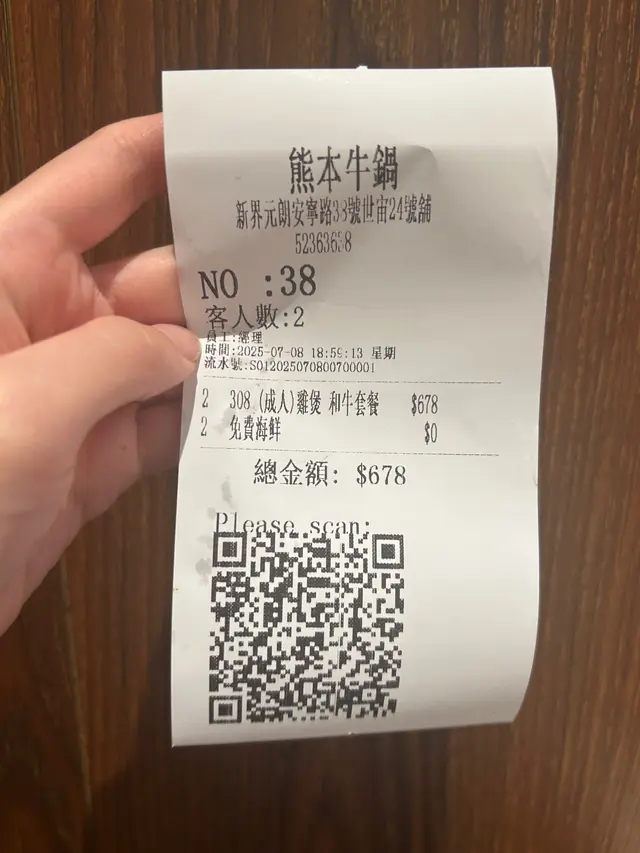 熊本牛鍋
新界元朗安寧路38號世宙24號舖
52363638
NO :38
客人數:2
員工:經理
時間:2025-07-08 18:59:13 星期
流水號:S012025070800700001
2 308 (成人)雞煲 和牛套餐 $678
2 免費海鮮 $0
總金額: $678
Please scan: